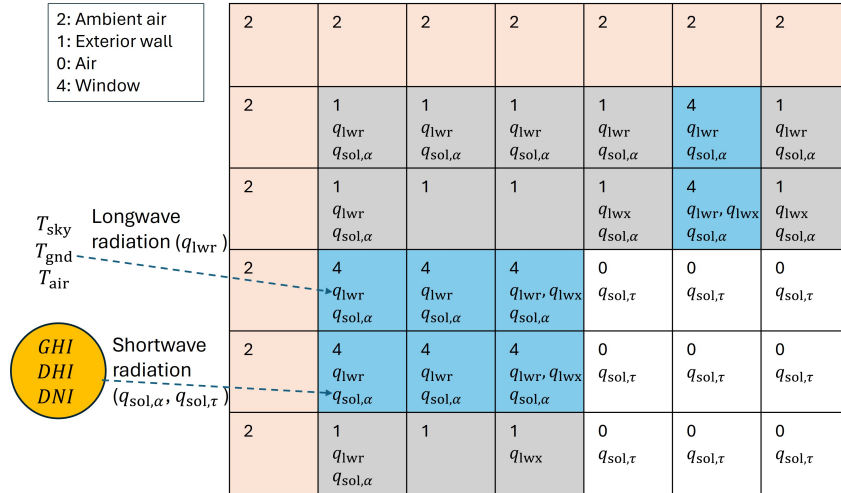 2: Ambient air
1: Exterior wall
0: Air
4: Window
2 2 2 2 2 2 2
2 1 1 1 1 4 1
q_lwr q_lwr q_lwr q_lwr q_lwr q_lwr
q_sol,α q_sol,α q_sol,α q_sol,α q_sol,α q_sol,α
2 1 1 1 1 4 1
q_lwr q_lwx q_lwr, q_lwx q_lwx
q_sol,α q_sol,α q_sol,α q_sol,α
T_sky
T_gnd
T_air
Longwave
radiation (q_lwr )
2 4 4 4 0 0 0
q_lwr q_lwr q_lwr, q_lwx q_sol,τ q_sol,τ q_sol,τ
q_sol,α q_sol,α q_sol,α
GHI
DHI
DNI
Shortwave
radiation
(q_sol,α, q_sol,τ )
2 4 4 4 0 0 0
q_lwr q_lwr q_lwr, q_lwx q_sol,τ q_sol,τ q_sol,τ
q_sol,α q_sol,α q_sol,α
2 1 1 1 0 0 0
q_lwr q_lwx q_sol,τ q_sol,τ q_sol,τ
q_sol,α